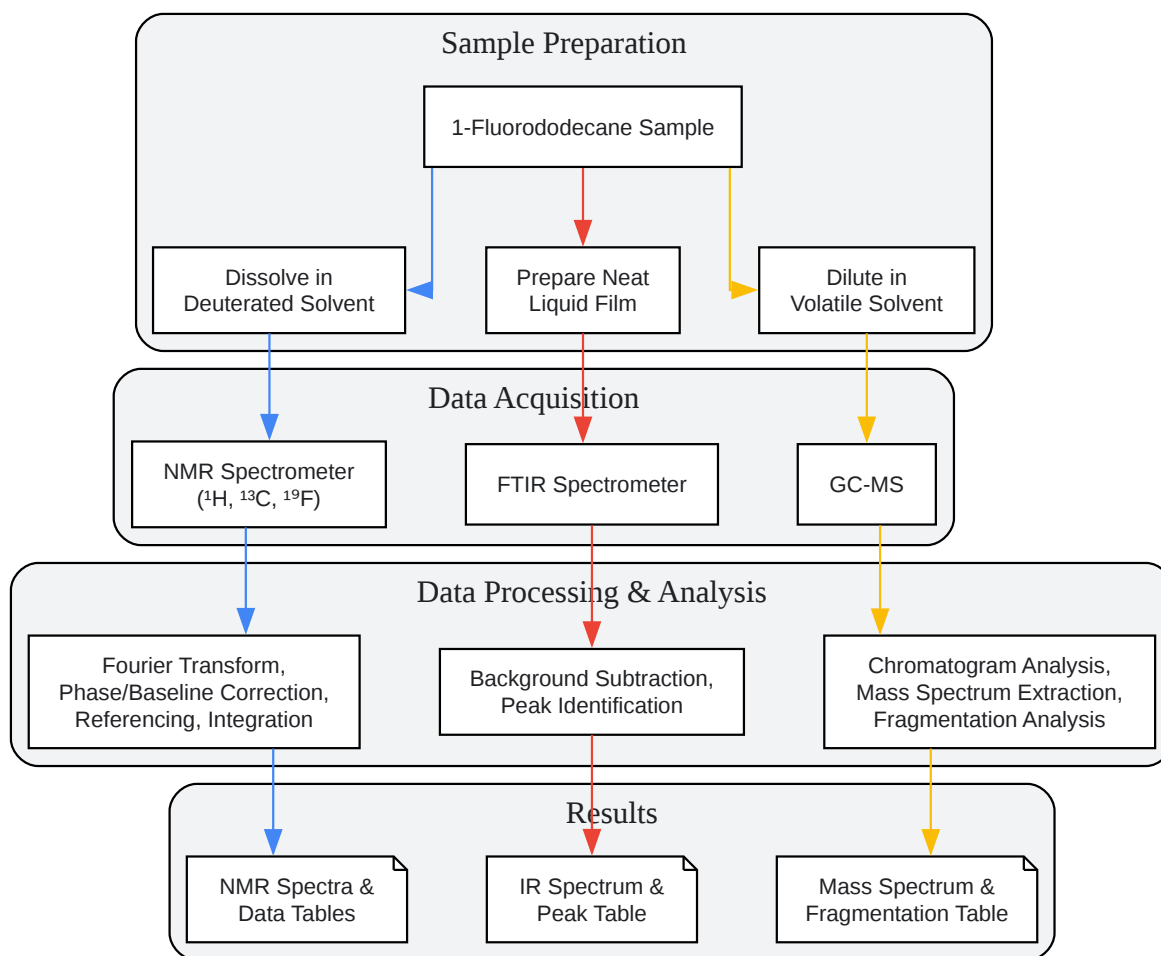 Sample Preparation
1-Fluorododecane Sample
Dissolve in
Deuterated Solvent
Prepare Neat
Liquid Film
Dilute in
Volatile Solvent
Data Acquisition
NMR Spectrometer
(¹H, ¹³C, ¹⁹F)
FTIR Spectrometer
GC-MS
Data Processing & Analysis
Fourier Transform,
Phase/Baseline Correction,
Referencing, Integration
Background Subtraction,
Peak Identification
Chromatogram Analysis,
Mass Spectrum Extraction,
Fragmentation Analysis
Results
NMR Spectra &
Data Tables
IR Spectrum &
Peak Table
Mass Spectrum &
Fragmentation Table